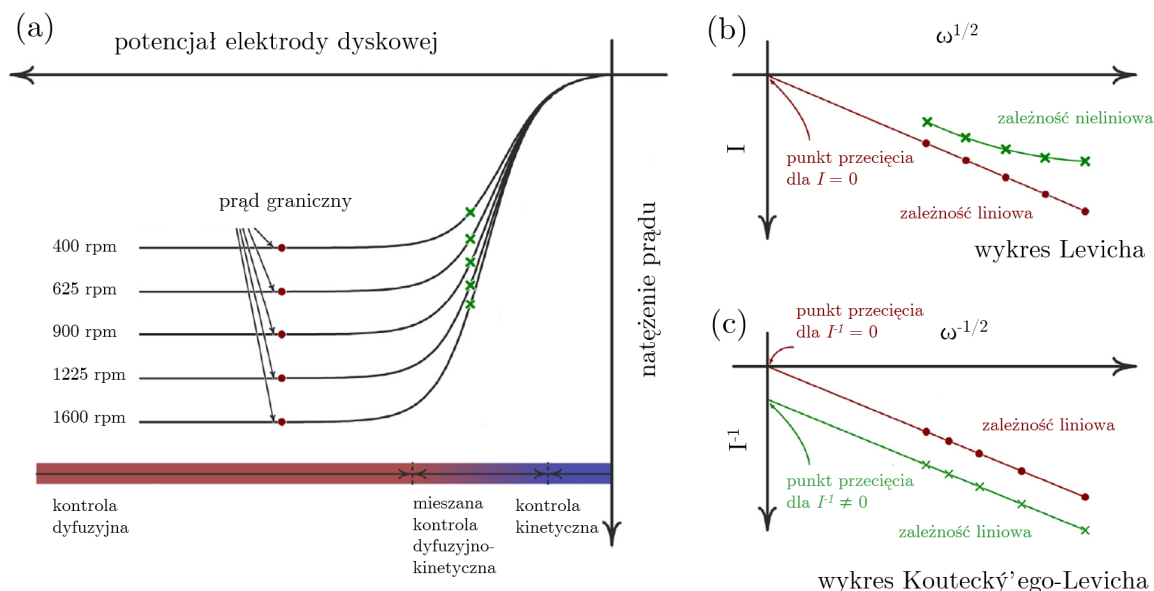 (a)
potencjał elektrody dyskowej
prąd graniczny
400 rpm
625 rpm
900 rpm
1225 rpm
1600 rpm
natężenie prądu
kontrola
dyfuzyjna
mieszana
kontrola
dyfuzyjno-
kinetyczna
kontrola
kinetyczna
(b)
ω^1/2
I
zależność nieliniowa
punkt przecięcia
dla I = 0
zależność liniowa
wykres Levicha
(c)
punkt przecięcia
dla I^-1 = 0
ω^-1/2
I^-1
zależność liniowa
punkt przecięcia
dla I^-1 ≠ 0
zależność liniowa
wykres Koutecký'ego-Levicha